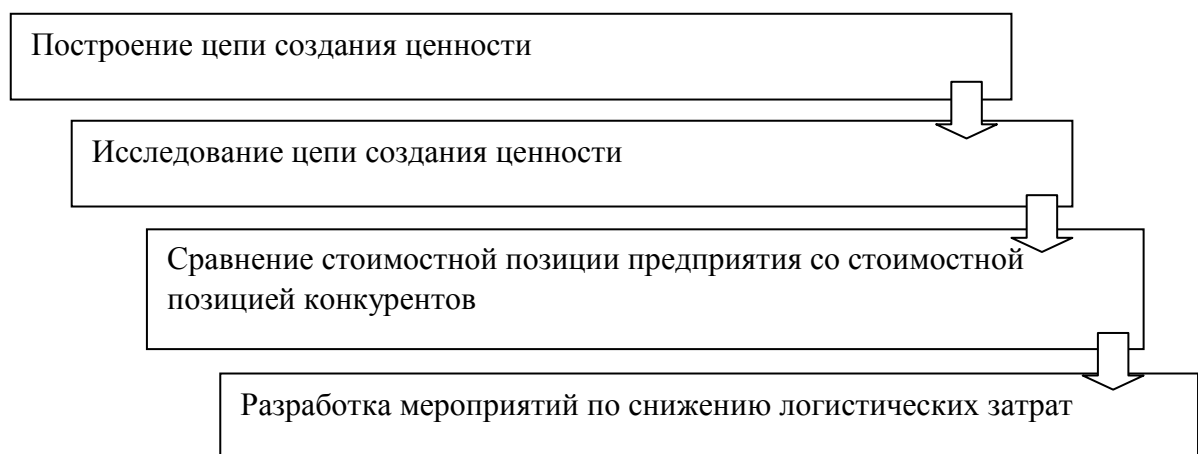 Построение цепи создания ценности
Исследование цепи создания ценности
Сравнение стоимостной позиции предприятия со стоимостной
позицией конкурентов
Разработка мероприятий по снижению логистических затрат